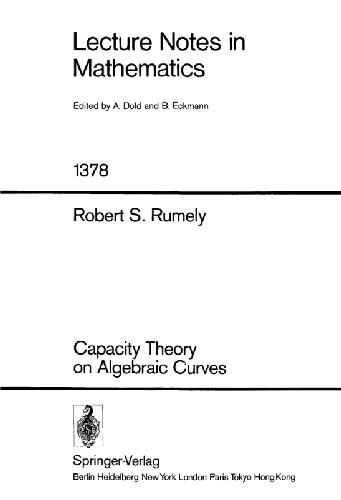 Lecture Notes in
Mathematics
Edited by A. Dold and B. Eckmann
1378
Robert S. Rumely
Capacity Theory
on Algebraic Curves
Springer-Verlag
Berlin Heidelberg New York London Paris Tokyo Hong Kong